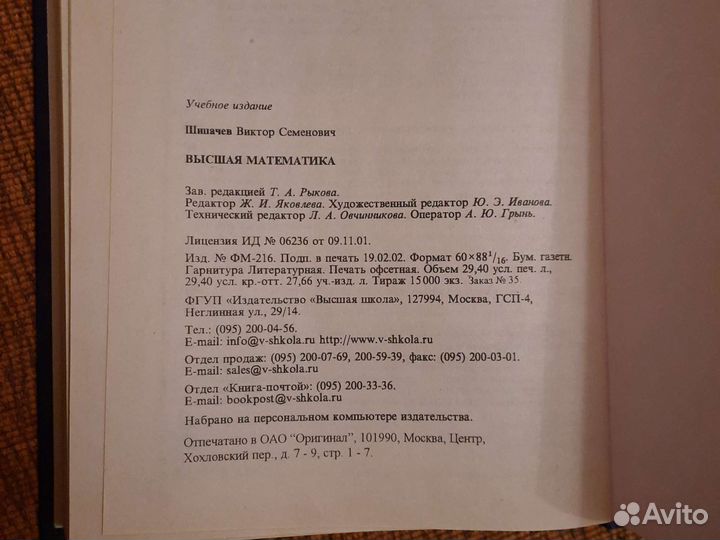 Учебное издание
Шипачев Виктор Семенович
ВЫСШАЯ МАТЕМАТИКА
Зав. редакцией Т. А. Рыкова.
Редактор Ж. И. Яковлева. Художественный редактор Ю. Э. Иванова.
Технический редактор Л. А. Овчинникова. Оператор А. Ю. Грынь.
Лицензия ИД № 06236 от 09.11.01.
Изд. № ФМ-216. Подп. в печать 19.02.02. Формат 60×88¹/₁₆. Бум. газетн.
Гарнитура Литературная. Печать офсетная. Объем 29,40 усл. печ. л.,
29,40 усл. кр.-отт. 27,66 уч.-изд. л. Тираж 15 000 экз. Заказ № 35.
ФГУП «Издательство «Высшая школа», 127994, Москва, ГСП-4,
Неглинная ул., 29/14.
Тел.: (095) 200-04-56.
E-mail: info@v-shkola.ru http://www.v-shkola.ru
Отдел продаж: (095) 200-07-69, 200-59-39, факс: (095) 200-03-01.
E-mail: sales@v-shkola.ru
Отдел «Книга-почтой»: (095) 200-33-36.
E-mail: bookpost@v-shkola.ru
Набрано на персональном компьютере издательства.
Отпечатано в ОАО "Оригинал", 101990, Москва, Центр,
Хохловский пер., д. 7 - 9, стр. 1 - 7.
Avito